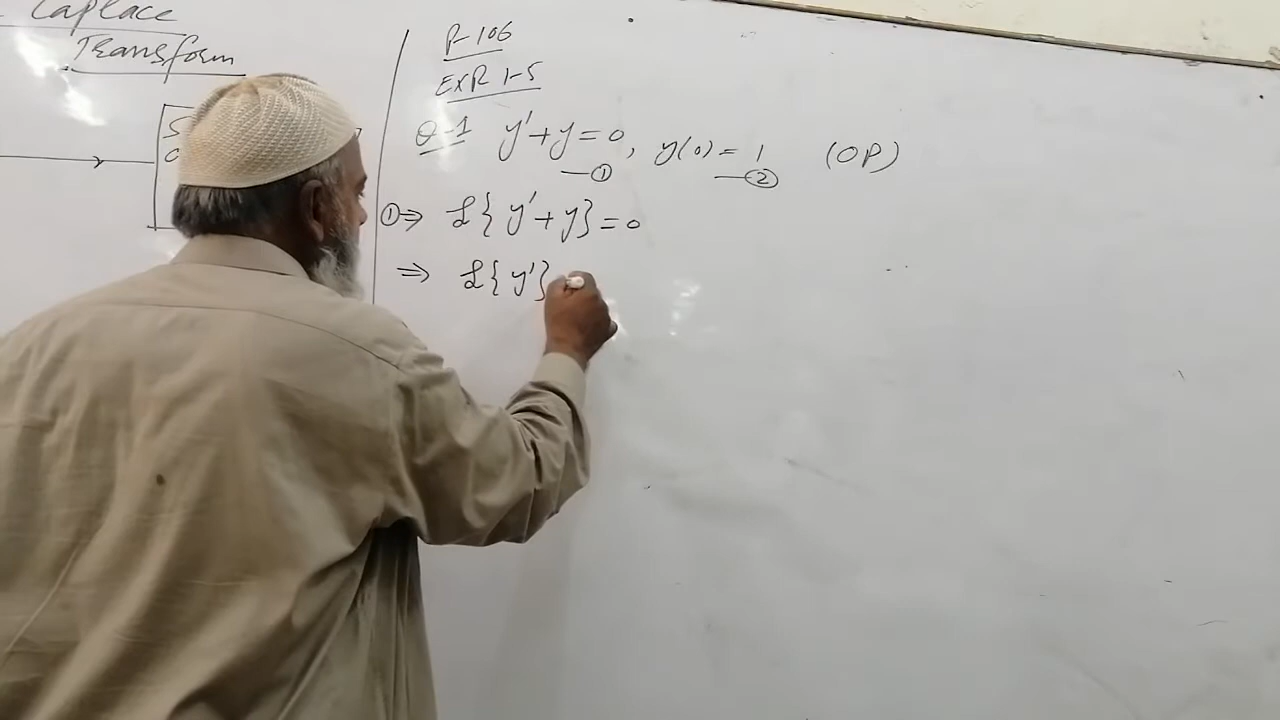 Laplace
Transform
P-106
EXR 1-5
Q-1 y' + y = 0, y(0) = 1 (OP)
—① —②
①⇒ ℒ{ y' + y } = 0
⇒ ℒ{ y' }